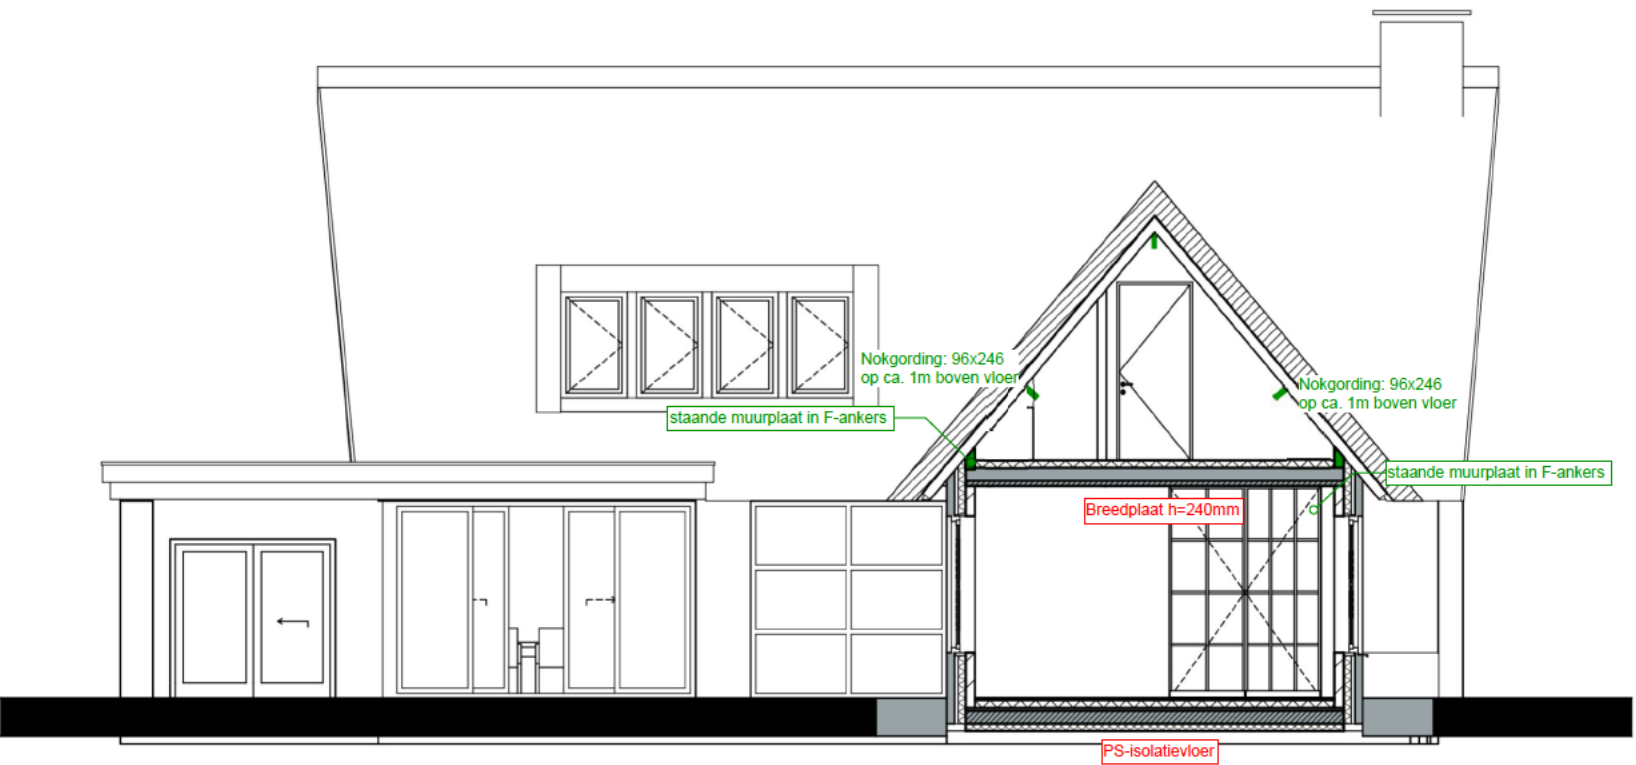 Nokgording: 96x246
op ca. 1m boven vloer
Nokgording: 96x246
op ca. 1m boven vloer
staande muurplaat in F-ankers
staande muurplaat in F-ankers
Breedplaat h=240mm
PS-isolatievloer